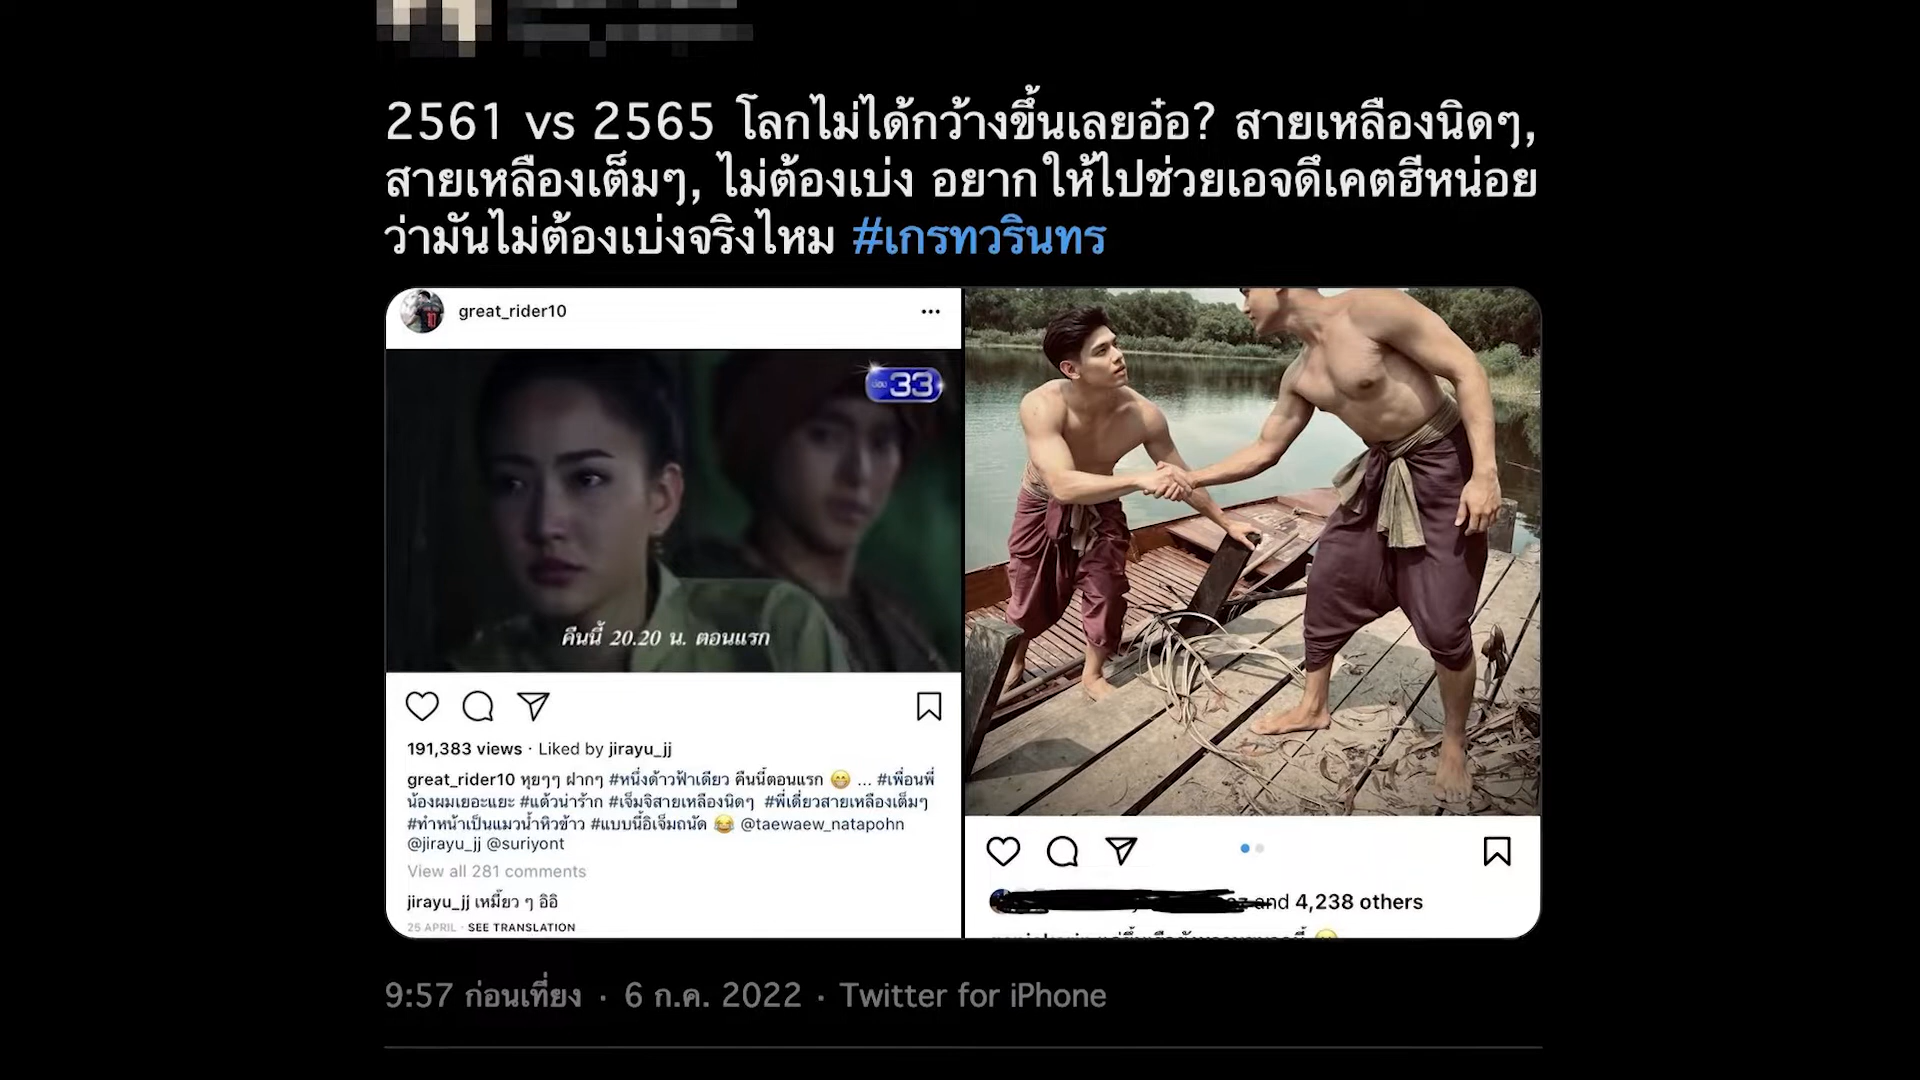 2561 vs 2565 โลกไม่ได้กว้างขึ้นเลยอ๋อ? สายเหลืองนิดๆ,
สายเหลืองเต็มๆ, ไม่ต้องเบ่ง อยากให้ไปช่วยเอจดึเคตฮีหน่อย
ว่ามันไม่ต้องเบ่งจริงไหม #เกรทวรินทร
great_rider10
ช่อง 33
คืนนี้ 20.20 น. ตอนแรก
191,383 views · Liked by jirayu_jj
great_rider10 หุยๆๆ ฝากๆ #หนึ่งด้าวฟ้าเดียว คืนนี้ตอนแรก 😁 ... #เพื่อนพี่
น้องผมเยอะแยะ #แต้วน่าร้าก #เจ็มจิสายเหลืองนิดๆ #พี่เดี่ยวสายเหลืองเต็มๆ
#ทำหน้าเป็นแมวน้ำหิวข้าว #แบบนี้อิเจ็มถนัด 😂 @taewaew_natapohn
@jirayu_jj @suriyont
View all 281 comments
jirayu_jj เหมี้ยว ๆ อิอิ
25 APRIL · SEE TRANSLATION
and 4,238 others
9:57 ก่อนเที่ยง · 6 ก.ค. 2022 · Twitter for iPhone